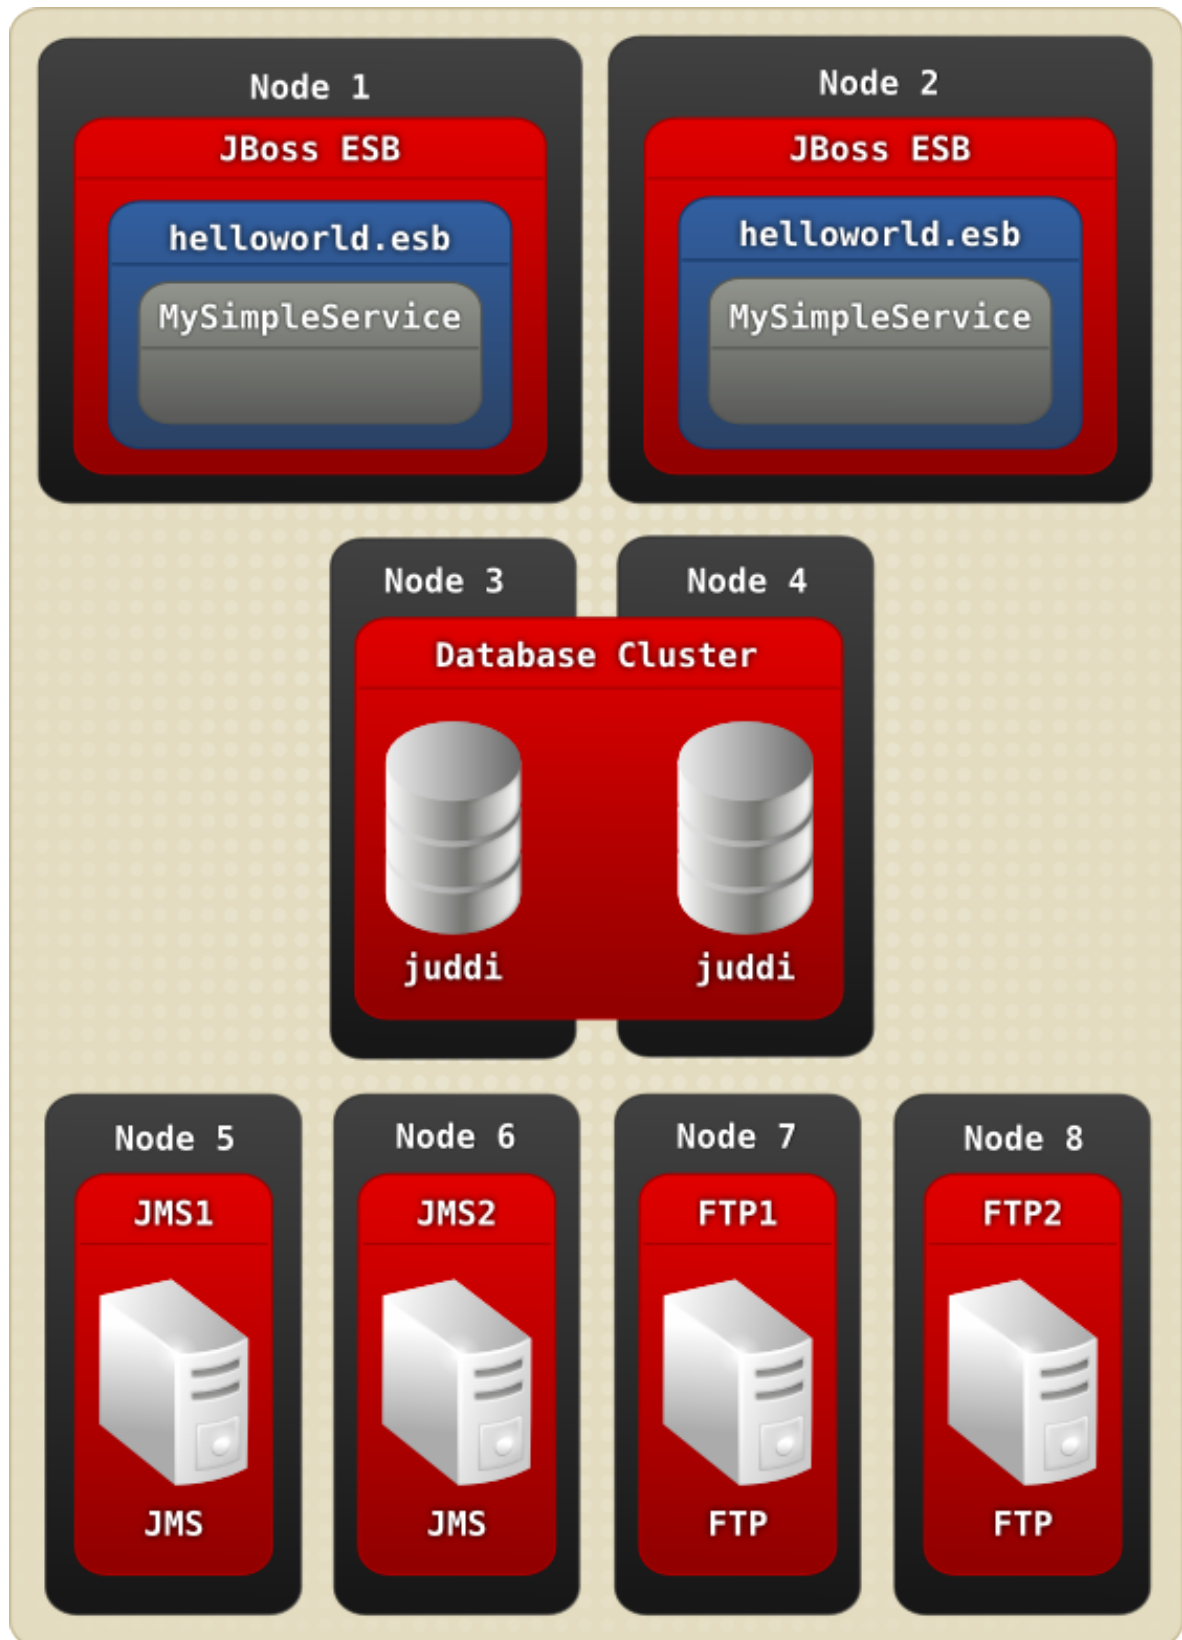 Node 1
Node 2
JBoss ESB
JBoss ESB
helloworld.esb
helloworld.esb
MySimpleService
MySimpleService
Node 3
Node 4
Database Cluster
juddi
juddi
Node 5
Node 6
Node 7
Node 8
JMS1
JMS2
FTP1
FTP2
JMS
JMS
FTP
FTP